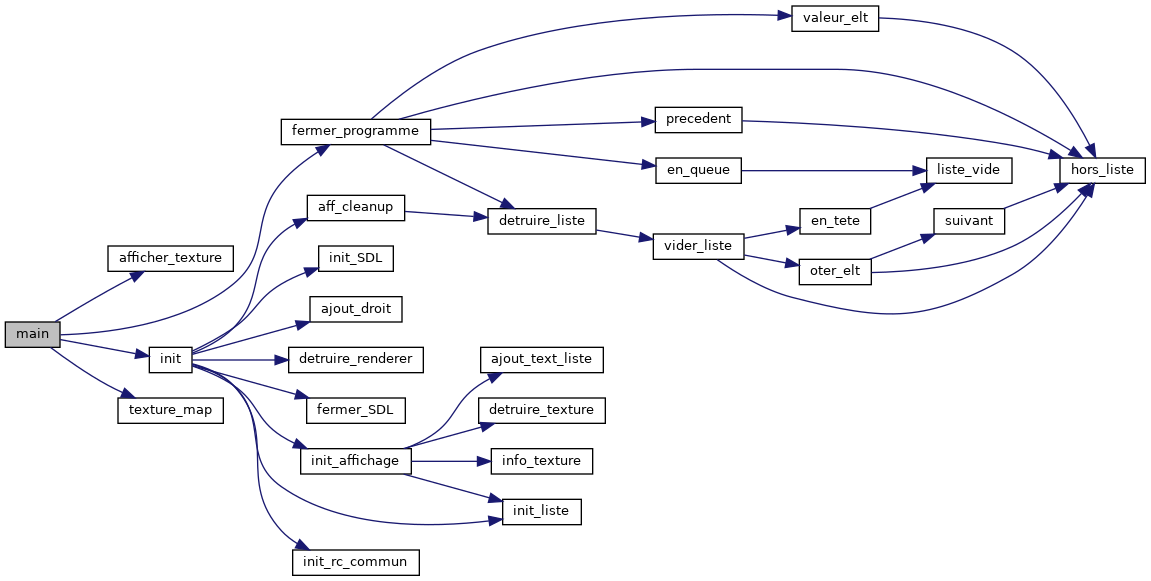 main
afficher_texture
fermer_programme
init
texture_map
aff_cleanup
init_SDL
ajout_droit
detruire_renderer
fermer_SDL
init_affichage
init_rc_commun
detruire_liste
ajout_text_liste
detruire_texture
info_texture
init_liste
precedent
en_queue
vider_liste
valeur_elt
en_tete
oter_elt
liste_vide
suivant
hors_liste